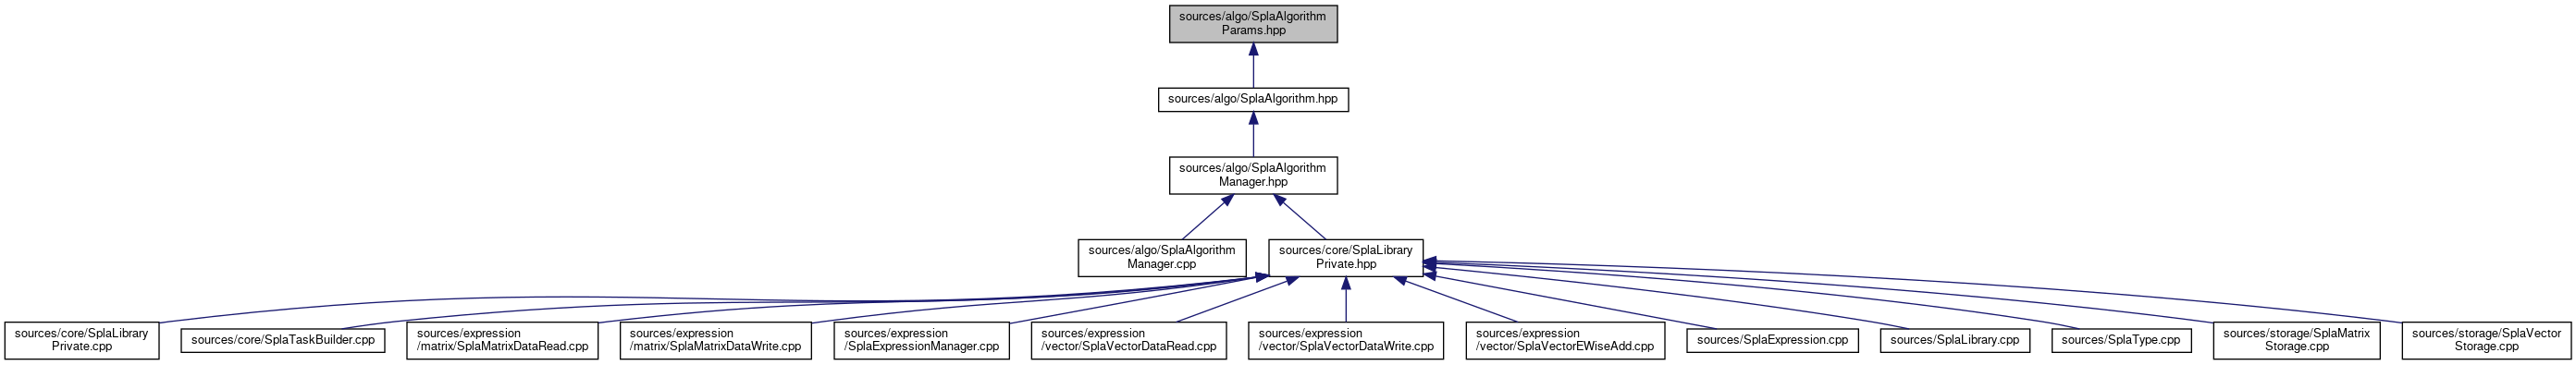 sources/algo/SplaAlgorithm
Params.hpp
sources/algo/SplaAlgorithm.hpp
sources/algo/SplaAlgorithm
Manager.hpp
sources/algo/SplaAlgorithm
Manager.cpp
sources/core/SplaLibrary
Private.hpp
sources/core/SplaLibrary
Private.cpp
sources/core/SplaTaskBuilder.cpp
sources/expression
/matrix/SplaMatrixDataRead.cpp
sources/expression
/matrix/SplaMatrixDataWrite.cpp
sources/expression
/SplaExpressionManager.cpp
sources/expression
/vector/SplaVectorDataRead.cpp
sources/expression
/vector/SplaVectorDataWrite.cpp
sources/expression
/vector/SplaVectorEWiseAdd.cpp
sources/SplaExpression.cpp
sources/SplaLibrary.cpp
sources/SplaType.cpp
sources/storage/SplaMatrix
Storage.cpp
sources/storage/SplaVector
Storage.cpp